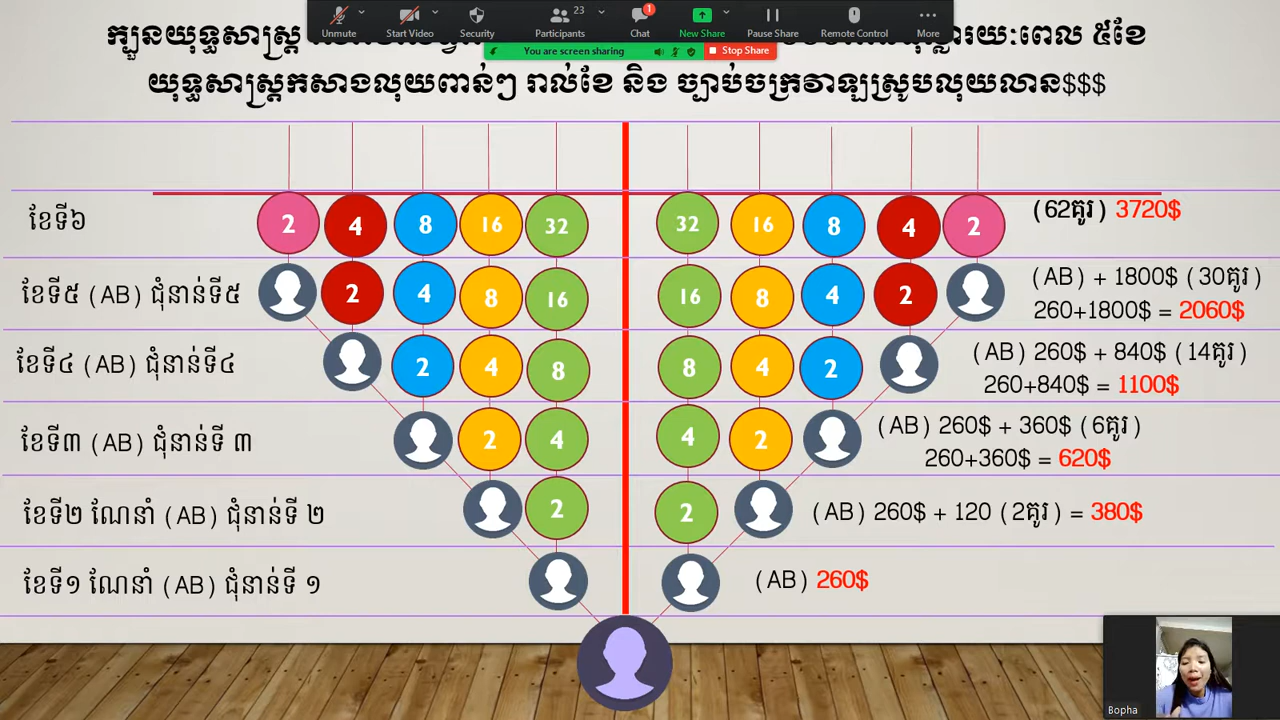 Unmute
Start Video
Security
Participants
23
Chat
1
New Share
Pause Share
Remote Control
More
You are screen sharing
Stop Share
ក្បួនយុទ្ធសាស្ត្រ
រយ:ពេល ៥ខែ
យុទ្ធសាស្ត្រកសាងលុយពាន់ៗ រាល់ខែ និង ច្បាប់ចក្រវាឡស្រូបលុយលាន$$$
ខែទី៦
2 4 8 16 32
32 16 8 4 2
(62គូរ) 3720$
ខែទី៥ (AB) ជុំនាន់ទី៥
2 4 8 16
16 8 4 2
(AB) + 1800$ (30គូរ)
260+1800$ = 2060$
ខែទី៤ (AB) ជុំនាន់ទី៤
2 4 8
8 4 2
(AB) 260$ + 840$ (14គូរ)
260+840$ = 1100$
ខែទី៣ (AB) ជុំនាន់ទី ៣
2 4
4 2
(AB) 260$ + 360$ (6គូរ)
260+360$ = 620$
ខែទី២ ណែនាំ (AB) ជុំនាន់ទី ២
2
2
(AB) 260$ + 120 (2គូរ) = 380$
ខែទី១ ណែនាំ (AB) ជុំនាន់ទី ១
(AB) 260$
Bopha